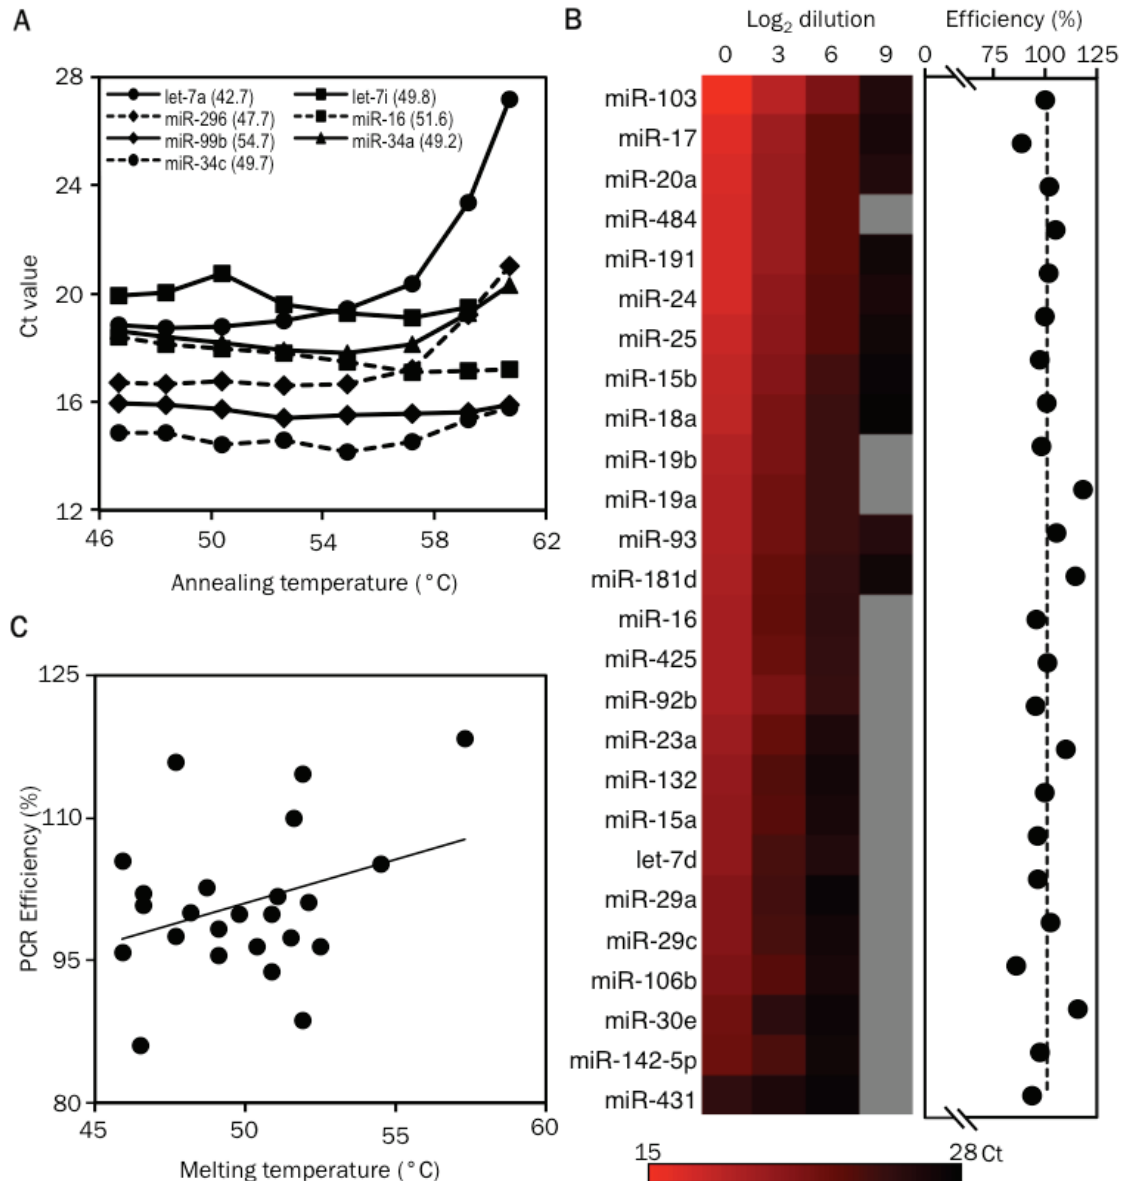 A
28
24
20
16
12
Ct value
let-7a (42.7)
miR-296 (47.7)
miR-99b (54.7)
miR-34c (49.7)
let-7i (49.8)
miR-16 (51.6)
miR-34a (49.2)
46 50 54 58 62
Annealing temperature (°C)
B
Log2 dilution
0 3 6 9
Efficiency (%)
0 75 100 125
miR-103
miR-17
miR-20a
miR-484
miR-191
miR-24
miR-25
miR-15b
miR-18a
miR-19b
miR-19a
miR-93
miR-181d
miR-16
miR-425
miR-92b
miR-23a
miR-132
miR-15a
let-7d
miR-29a
miR-29c
miR-106b
miR-30e
miR-142-5p
miR-431
15 28 Ct
C
125
110
95
80
PCR Efficiency (%)
45 50 55 60
Melting temperature (°C)